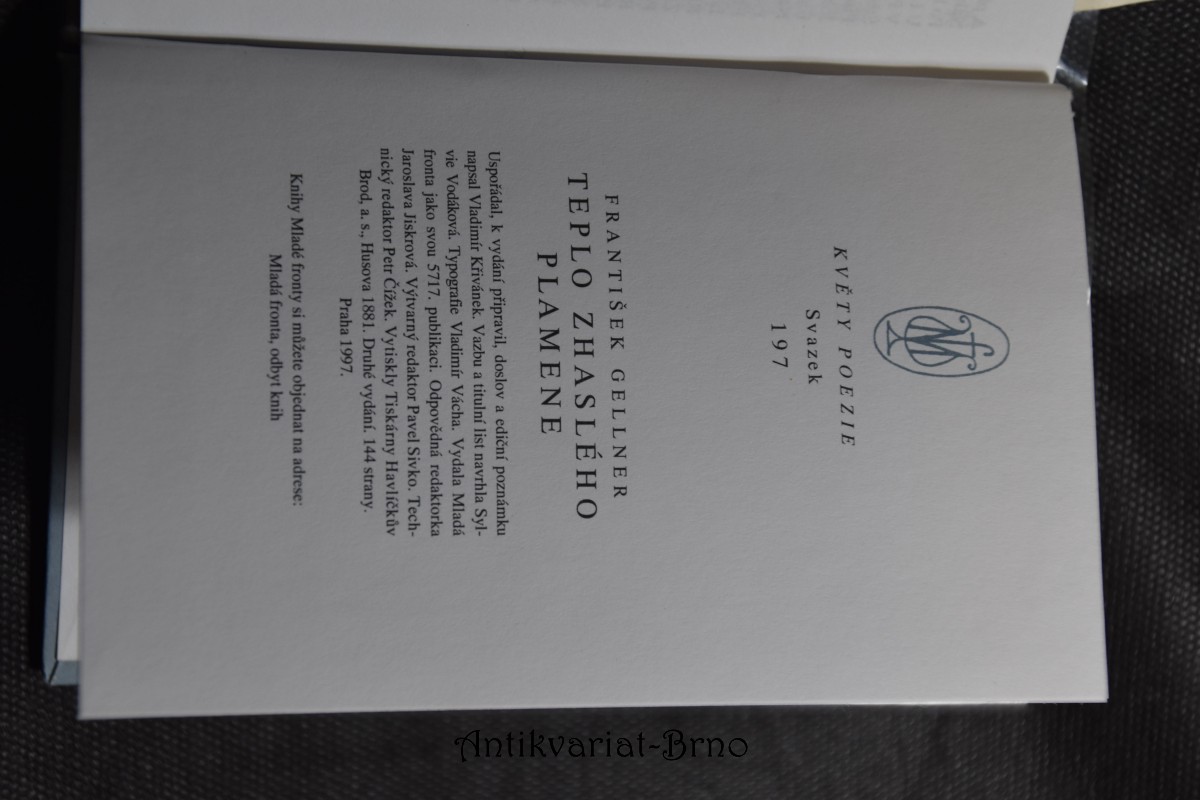 KVĚTY POEZIE
Svazek
197
FRANTIŠEK GELLNER
TEPLO ZHASLÉHO
PLAMENE
Uspořádal, k vydání připravil, doslov a ediční poznámku
napsal Vladimír Křivánek. Vazbu a titulní list navrhla Syl-
vie Vodáková. Typografie Vladimír Vácha. Vydala Mladá
fronta jako svou 5717. publikaci. Odpovědná redaktorka
Jaroslava Jiskrová. Výtvarný redaktor Pavel Sivko. Tech-
nický redaktor Petr Čížek. Vytiskly Tiskárny Havlíčkův
Brod, a. s., Husova 1881. Druhé vydání. 144 strany.
Praha 1997.
Knihy Mladé fronty si můžete objednat na adrese:
Mladá fronta, odbyt knih
Antikvariat-Brno